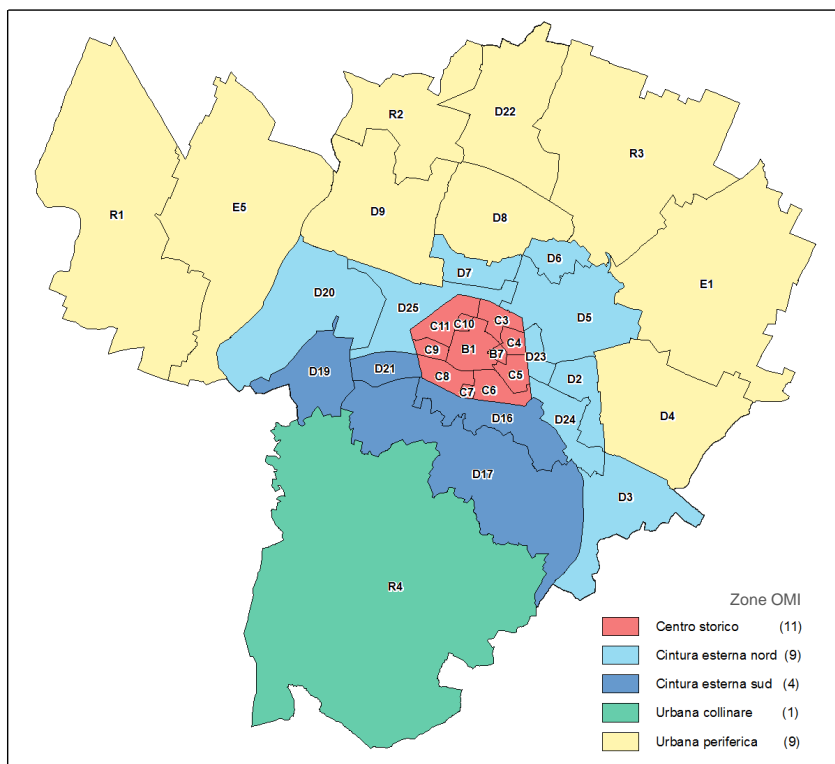 R2
D22
R3
R1
E5
D9
D8
D7
D6
E1
D20
D25
D5
C3
C10
C11
C4
C9
B1
B7
D23
D19
D21
C8
C5
D2
C7
C6
D16
D24
D4
D17
D3
R4
Zone OMI
Centro storico (11)
Cintura esterna nord (9)
Cintura esterna sud (4)
Urbana collinare (1)
Urbana periferica (9)